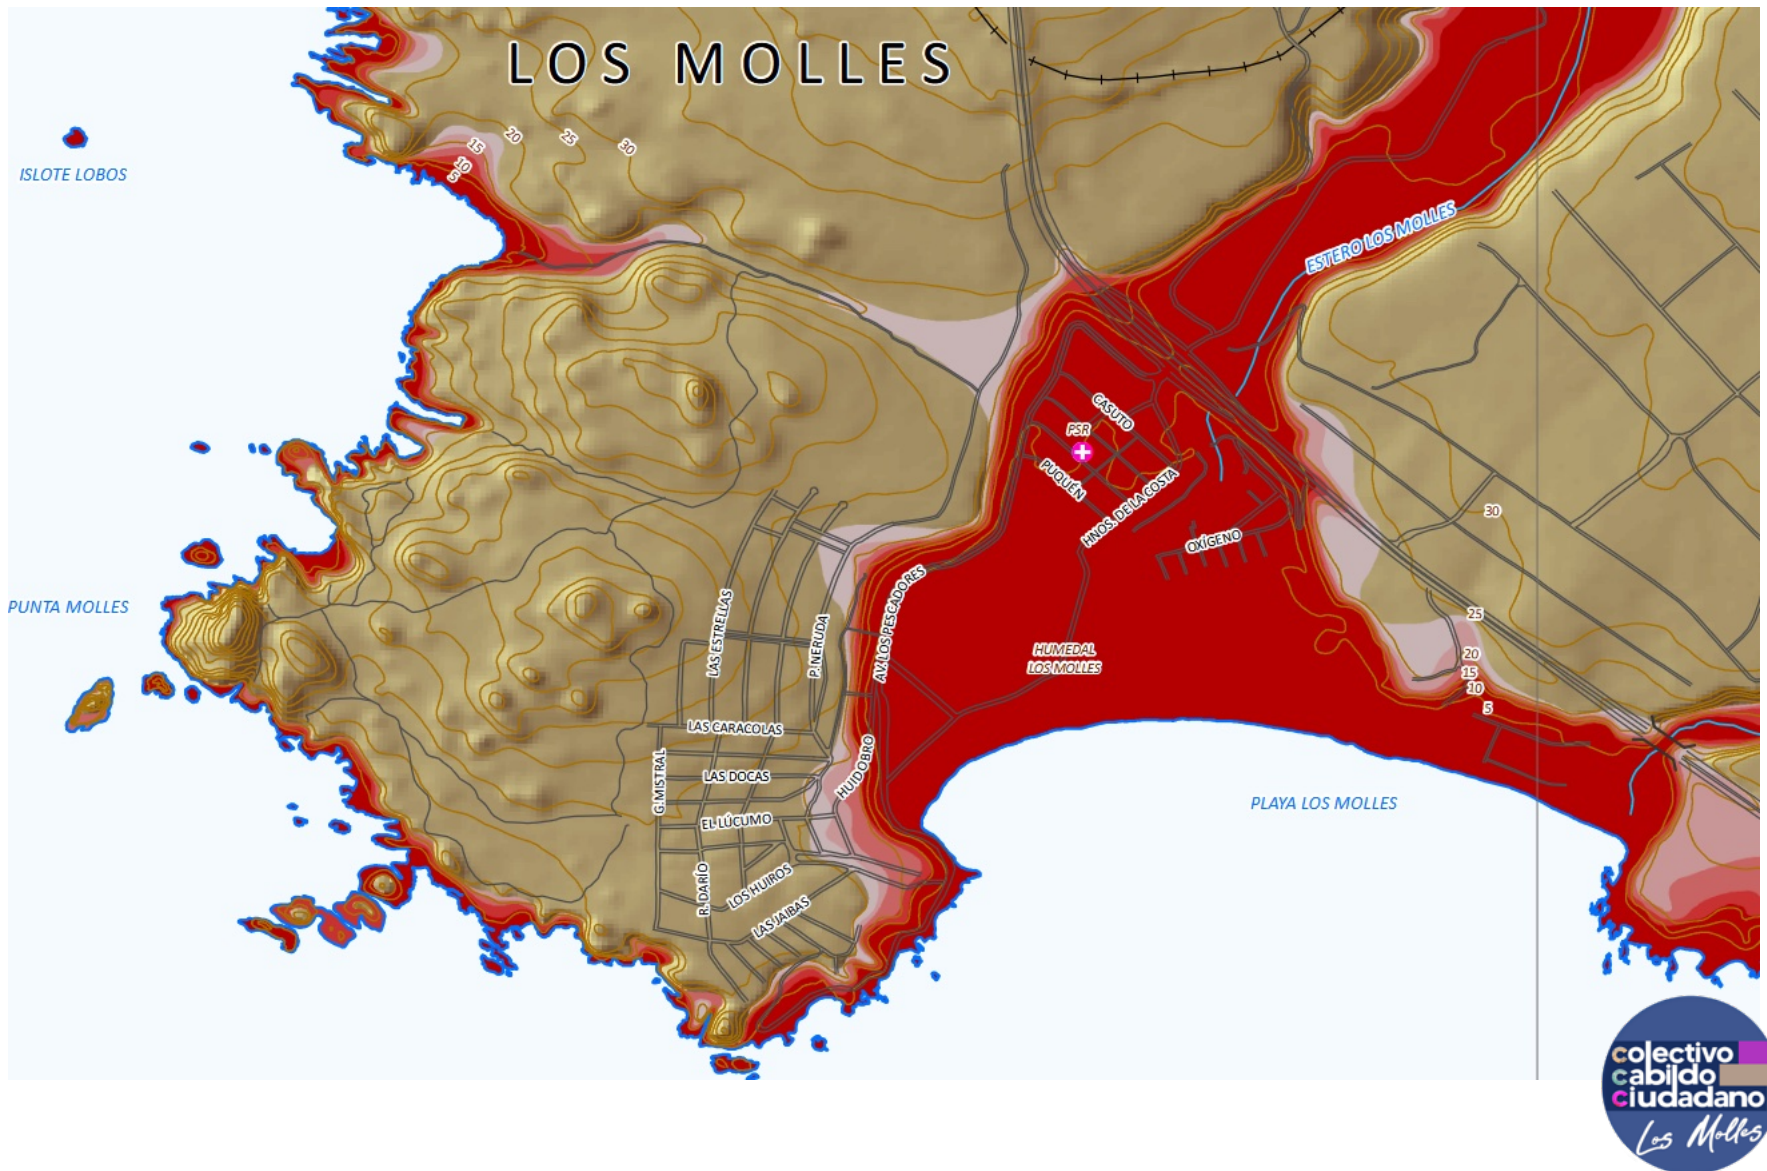 LOS MOLLES
ISLOTE LOBOS
5
10
15
20
25
30
ESTERO LOS MOLLES
CASUTO
PSR
PUQUÉN
HNOS. DE LA COSTA
OXÍGENO
30
PUNTA MOLLES
LAS ESTRELLAS
P. NERUDA
AV. LOS PESCADORES
HUMEDAL
LOS MOLLES
25
20
15
10
5
LAS CARACOLAS
G. MISTRAL
LAS DOCAS
HUIDOBRO
EL LÚCUMO
PLAYA LOS MOLLES
R. DARÍO
LOS HUIROS
LAS JAIBAS
colectivo
cabildo
ciudadano
Los Molles